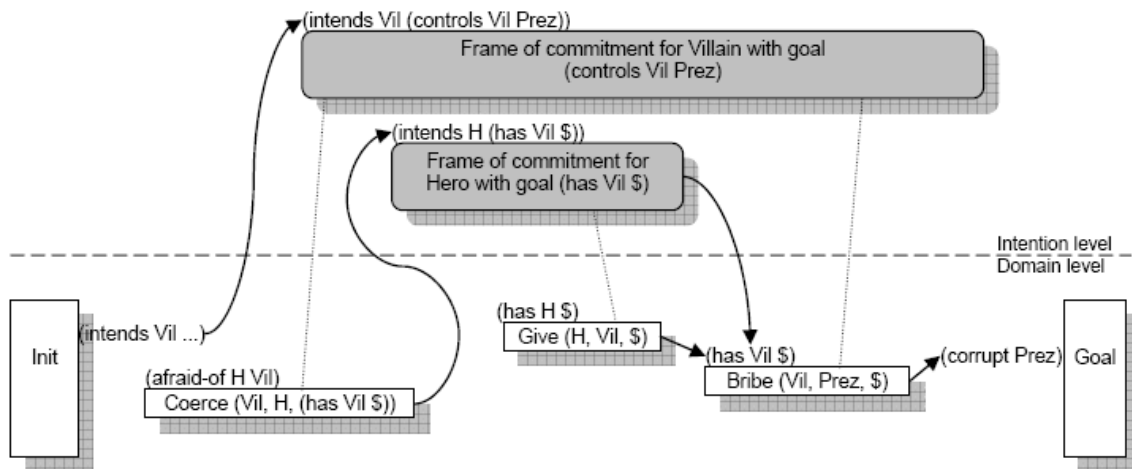 (intends Vil (controls Vil Prez))
Frame of commitment for Villain with goal
(controls Vil Prez)
(intends H (has Vil $))
Frame of commitment for
Hero with goal (has Vil $)
Intention level
Domain level
Init
(intends Vil ...)
(afraid-of H Vil)
Coerce (Vil, H, (has Vil $))
(has H $)
Give (H, Vil, $)
(has Vil $)
Bribe (Vil, Prez, $)
(corrupt Prez)
Goal